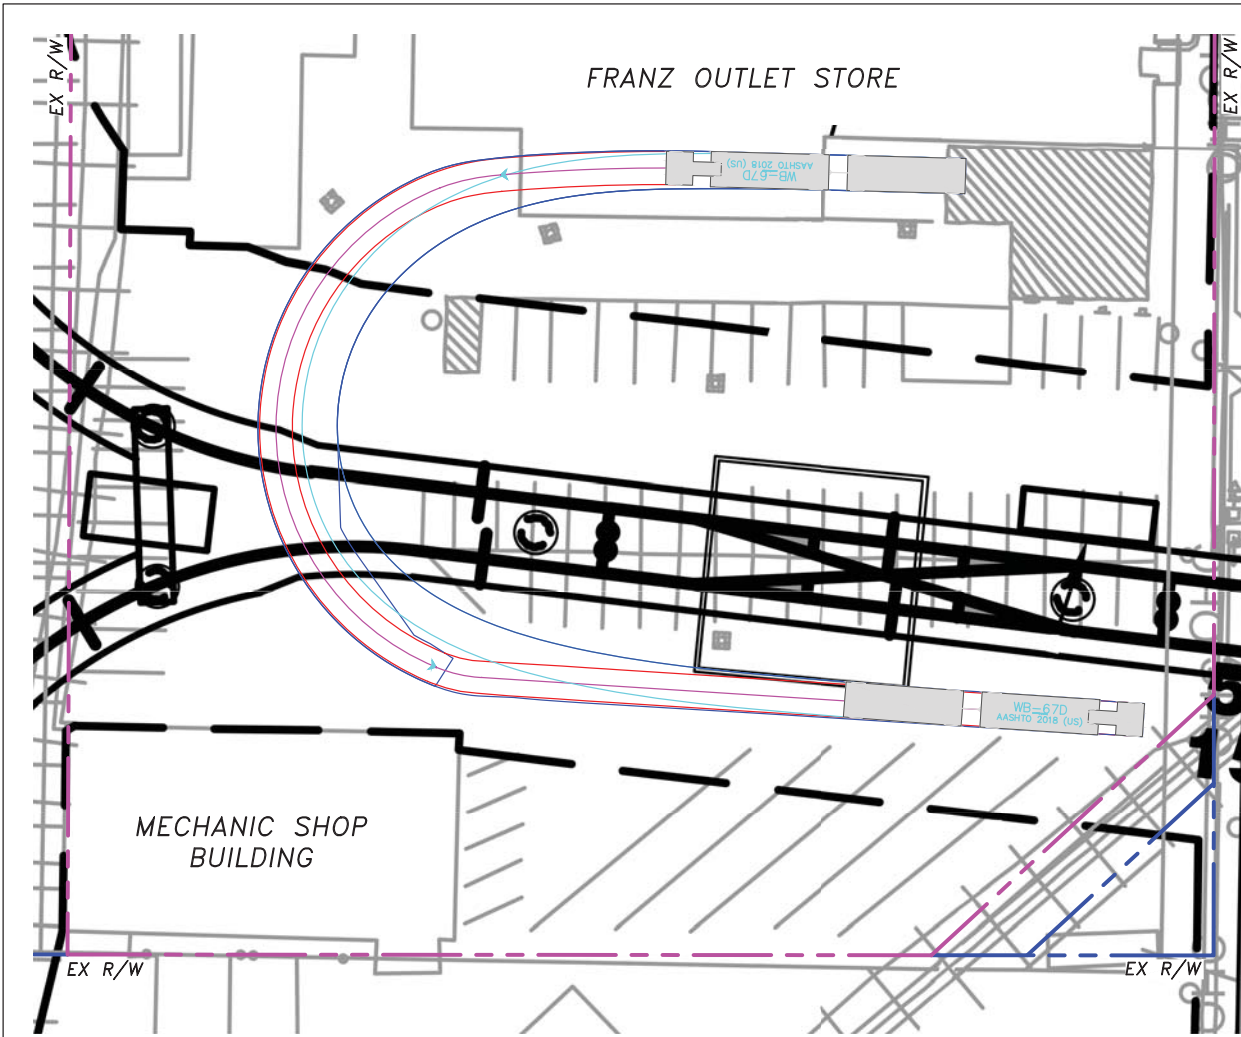 EX R/W
EX R/W
FRANZ OUTLET STORE
WB=67D
AASHTO 2018 (US)
WB=67D
AASHTO 2018 (US)
MECHANIC SHOP
BUILDING
EX R/W
EX R/W